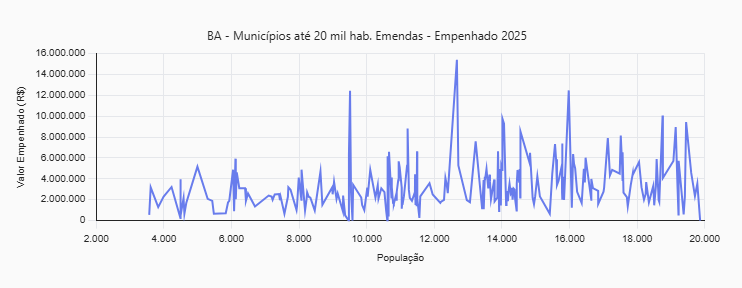 BA - Municípios até 20 mil hab. Emendas - Empenhado 2025
Valor Empenhado (R$)
16.000.000
14.000.000
12.000.000
10.000.000
8.000.000
6.000.000
4.000.000
2.000.000
0
2.000 4.000 6.000 8.000 10.000 12.000 14.000 16.000 18.000 20.000
População